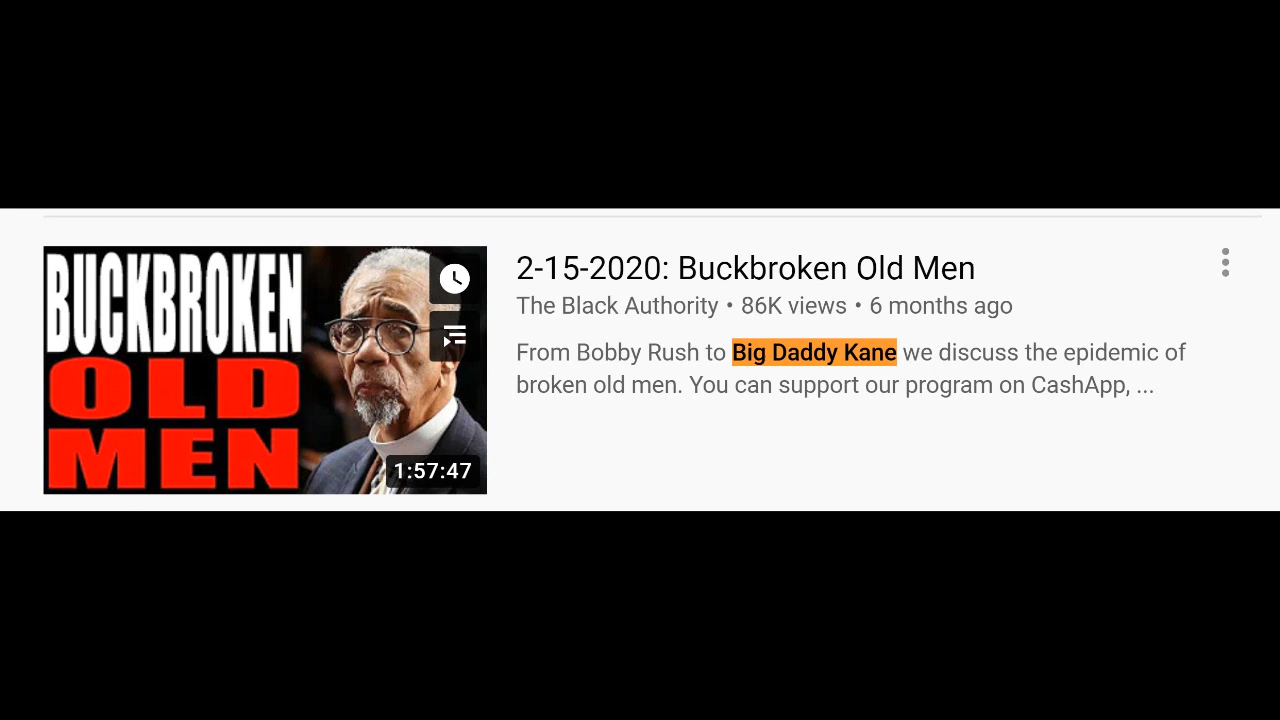 BUCKBROKEN
OLD
MEN
1:57:47
2-15-2020: Buckbroken Old Men
The Black Authority • 86K views • 6 months ago
From Bobby Rush to Big Daddy Kane we discuss the epidemic of
broken old men. You can support our program on CashApp, ...